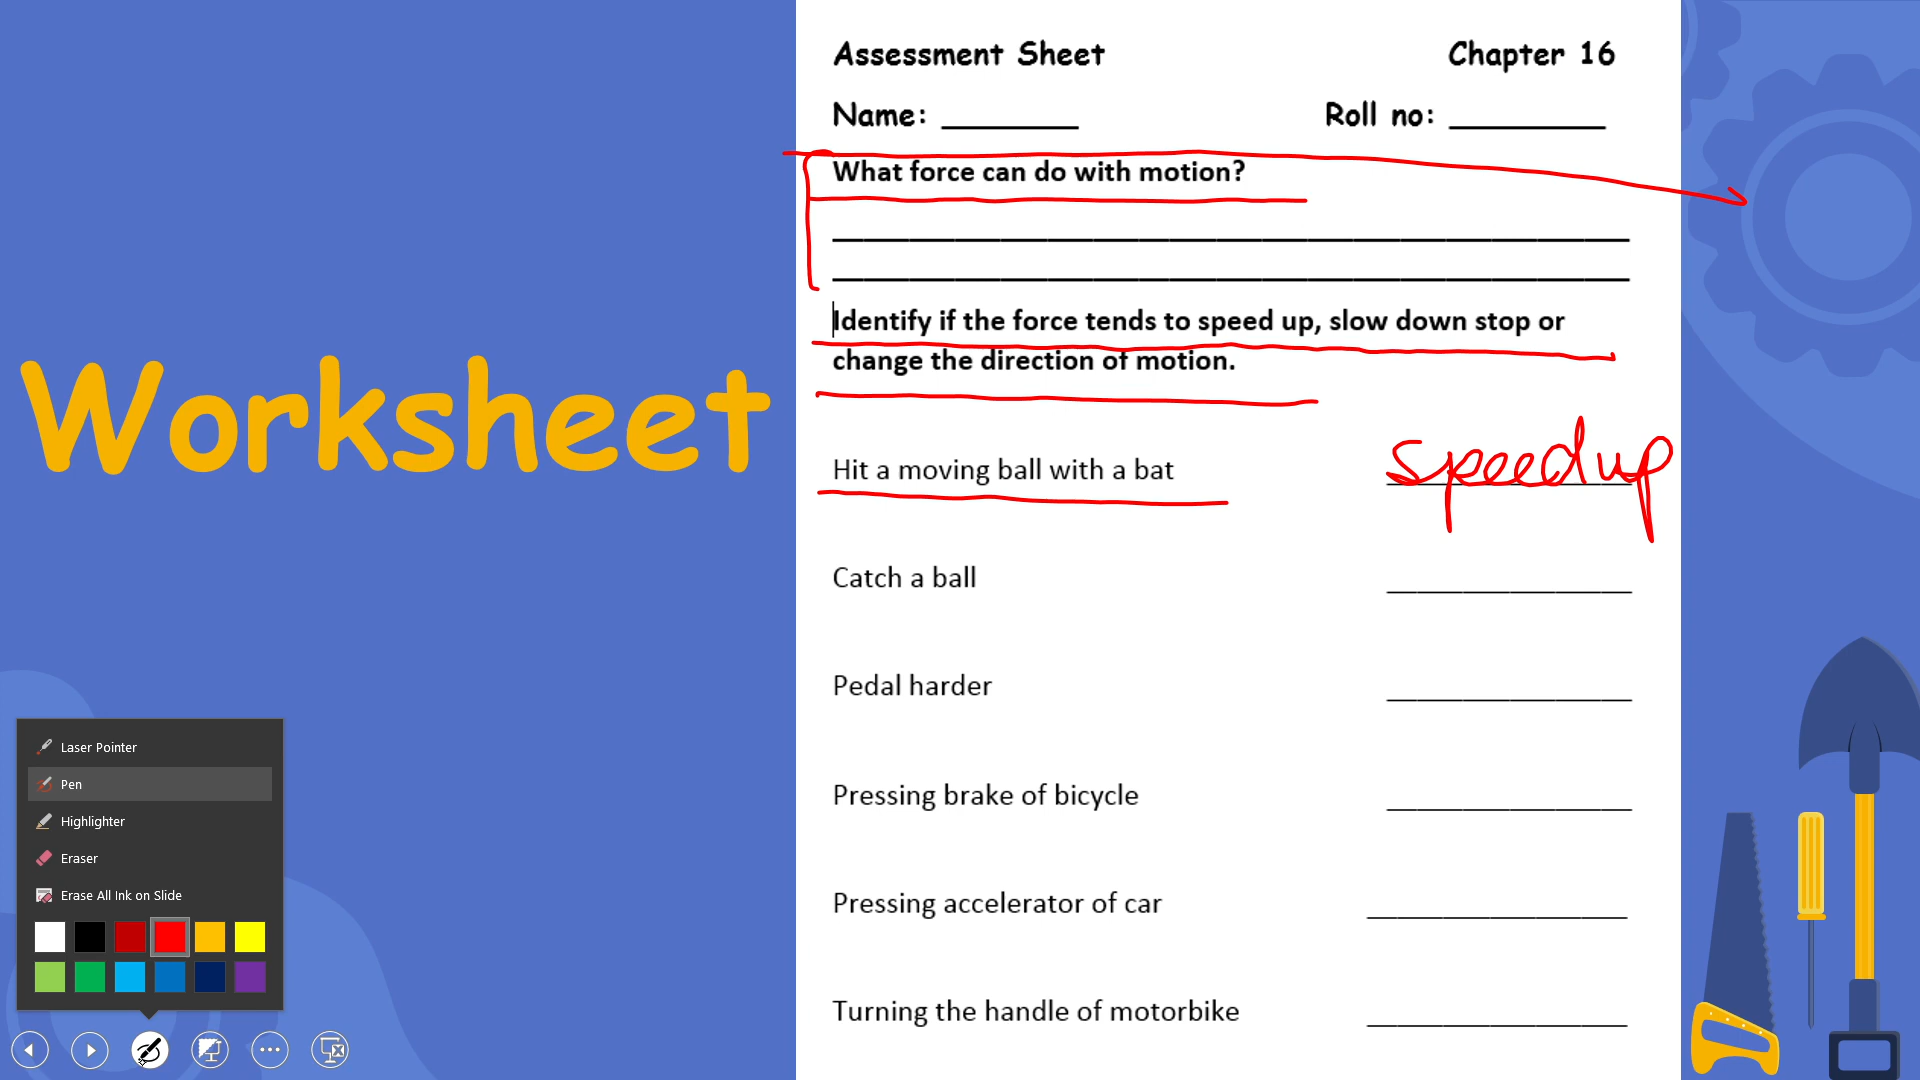 Worksheet
Assessment Sheet Chapter 16
Name: ________ Roll no: _________
What force can do with motion?
Identify if the force tends to speed up, slow down stop or
change the direction of motion.
Hit a moving ball with a bat speed up
Catch a ball
Pedal harder
Pressing brake of bicycle
Pressing accelerator of car
Turning the handle of motorbike
Laser Pointer
Pen
Highlighter
Eraser
Erase All Ink on Slide